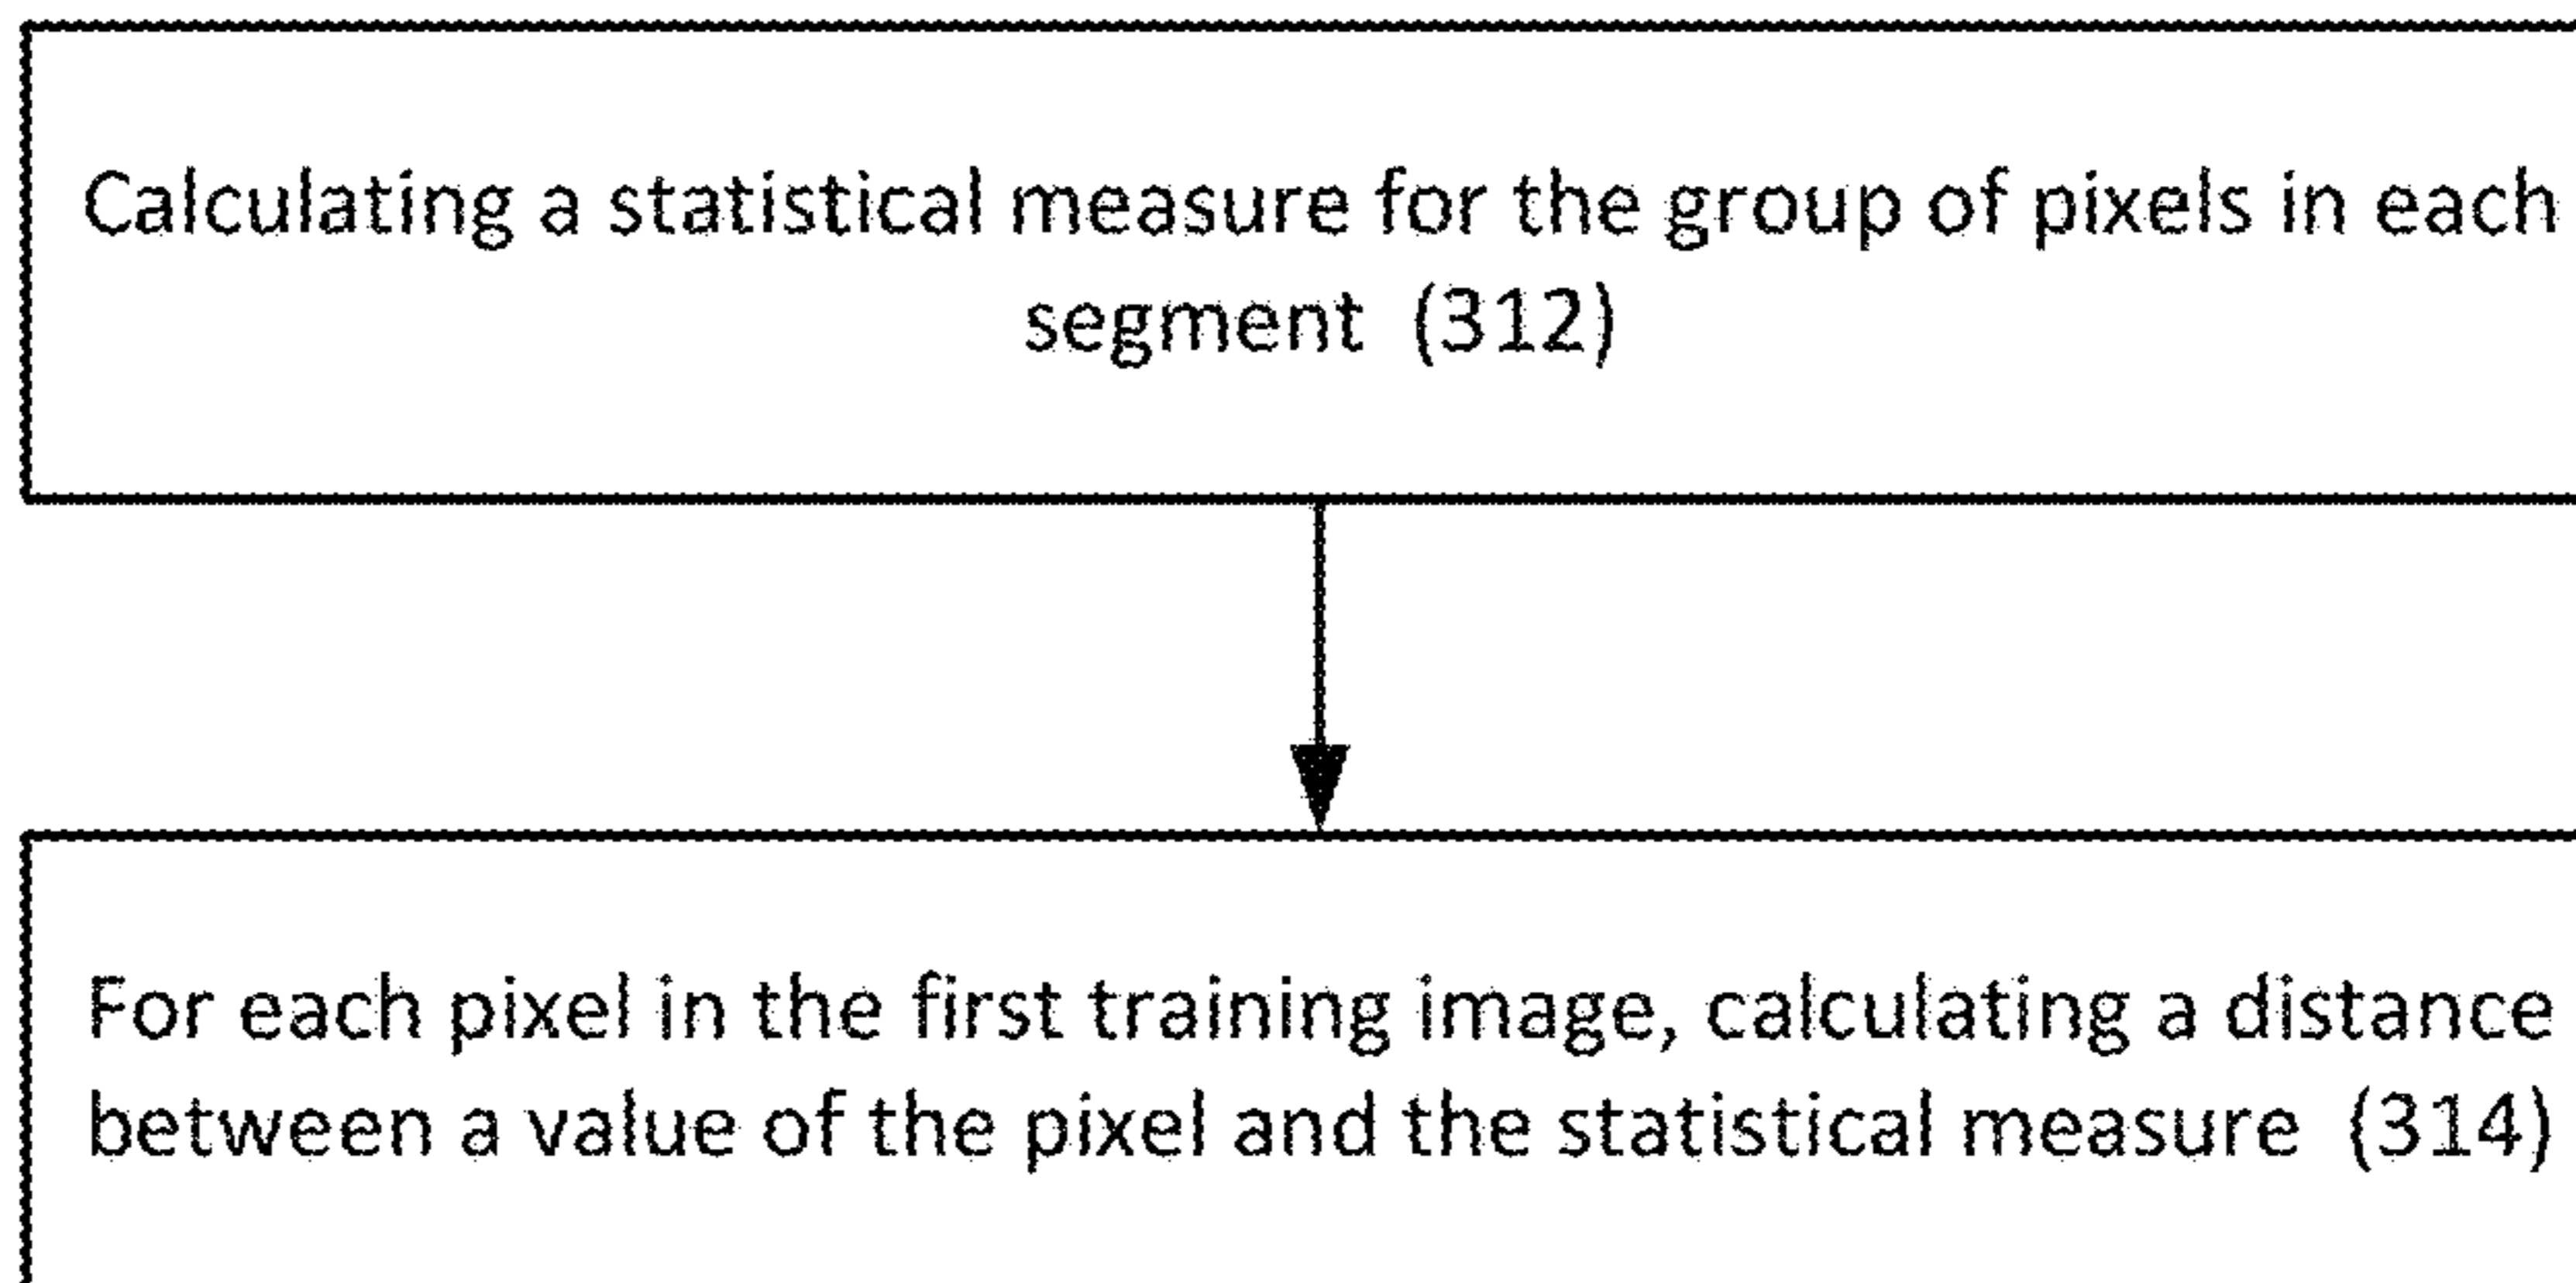 Calculating a statistical measure for the group of pixels in each
segment (312)
For each pixel in the first training image, calculating a distance
between a value of the pixel and the statistical measure (314)